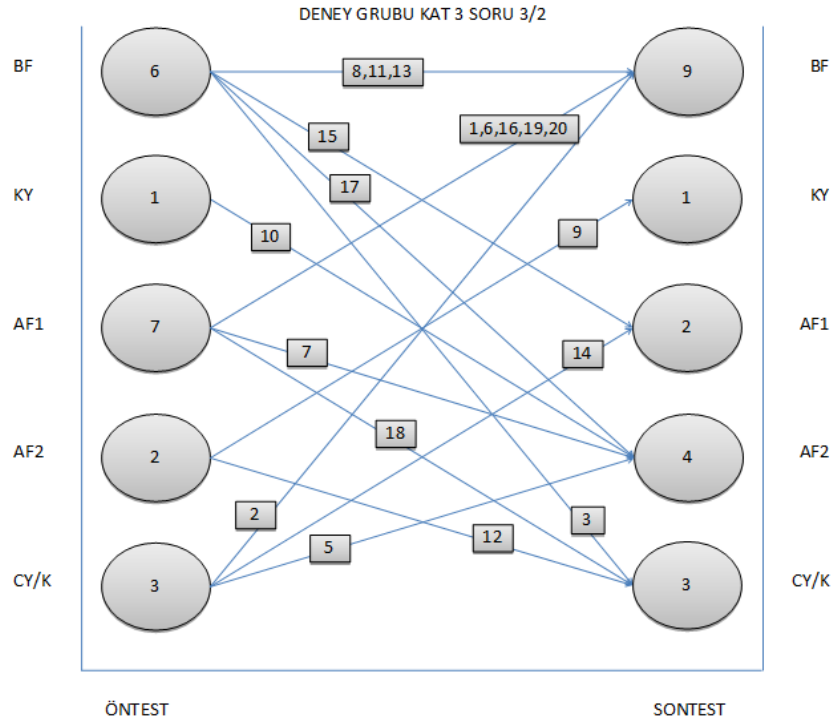 DENEY GRUBU KAT 3 SORU 3/2
BF 6 8,11,13 9 BF
15 1,6,16,19,20
17
KY 1 1 KY
10 9
AF1 7 2 AF1
7 14
18
AF2 2 4 AF2
2 3
5 12
CY/K 3 3 CY/K
ÖNTEST SONTEST